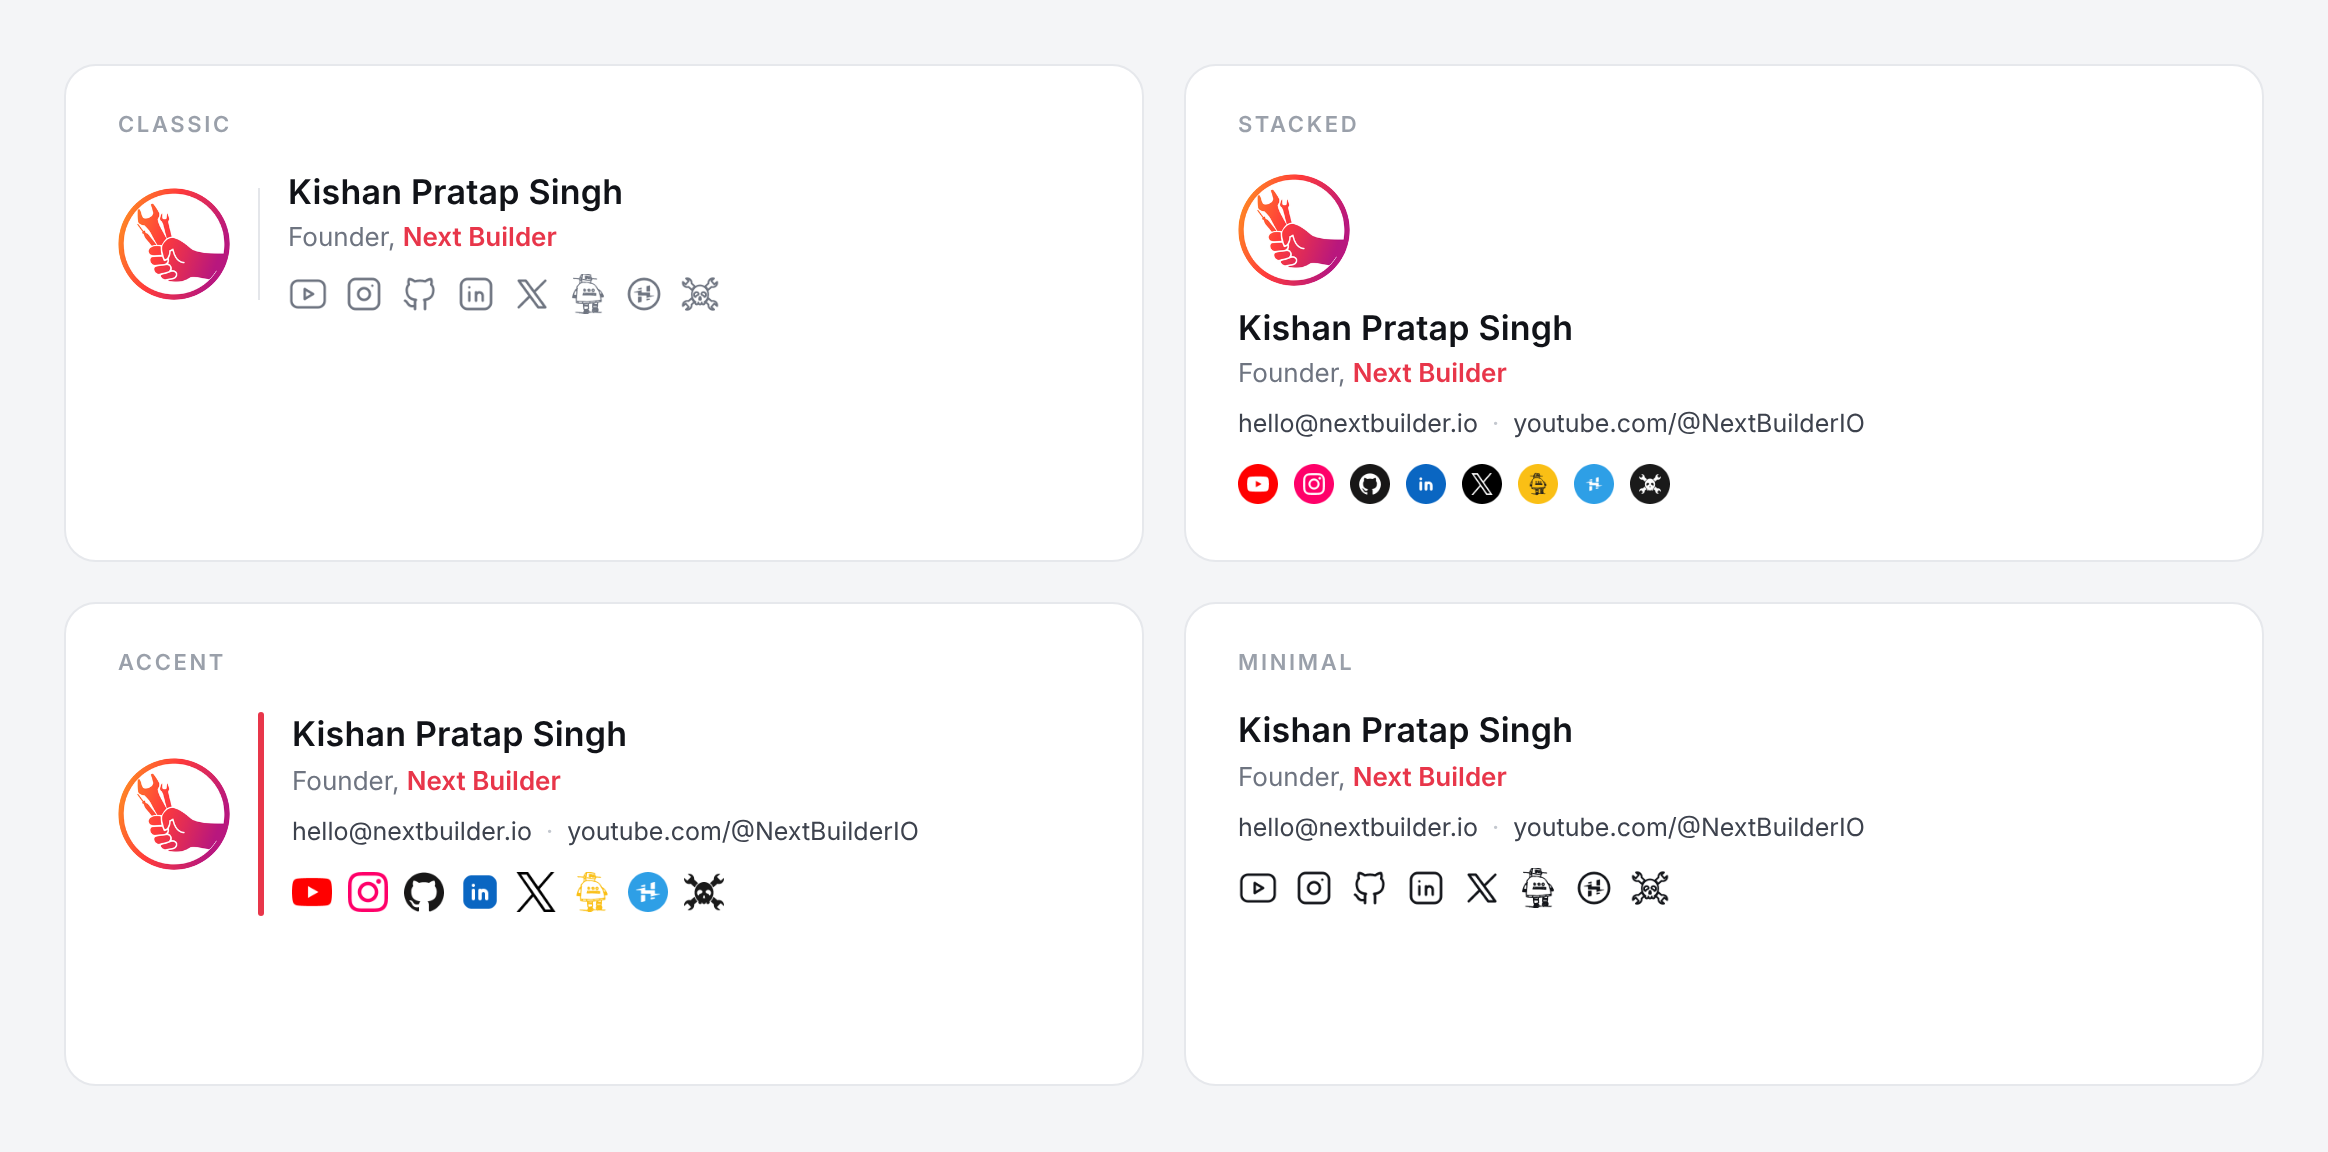 CLASSIC
Kishan Pratap Singh
Founder, Next Builder
STACKED
Kishan Pratap Singh
Founder, Next Builder
hello@nextbuilder.io · youtube.com/@NextBuilderIO
ACCENT
Kishan Pratap Singh
Founder, Next Builder
hello@nextbuilder.io · youtube.com/@NextBuilderIO
MINIMAL
Kishan Pratap Singh
Founder, Next Builder
hello@nextbuilder.io · youtube.com/@NextBuilderIO